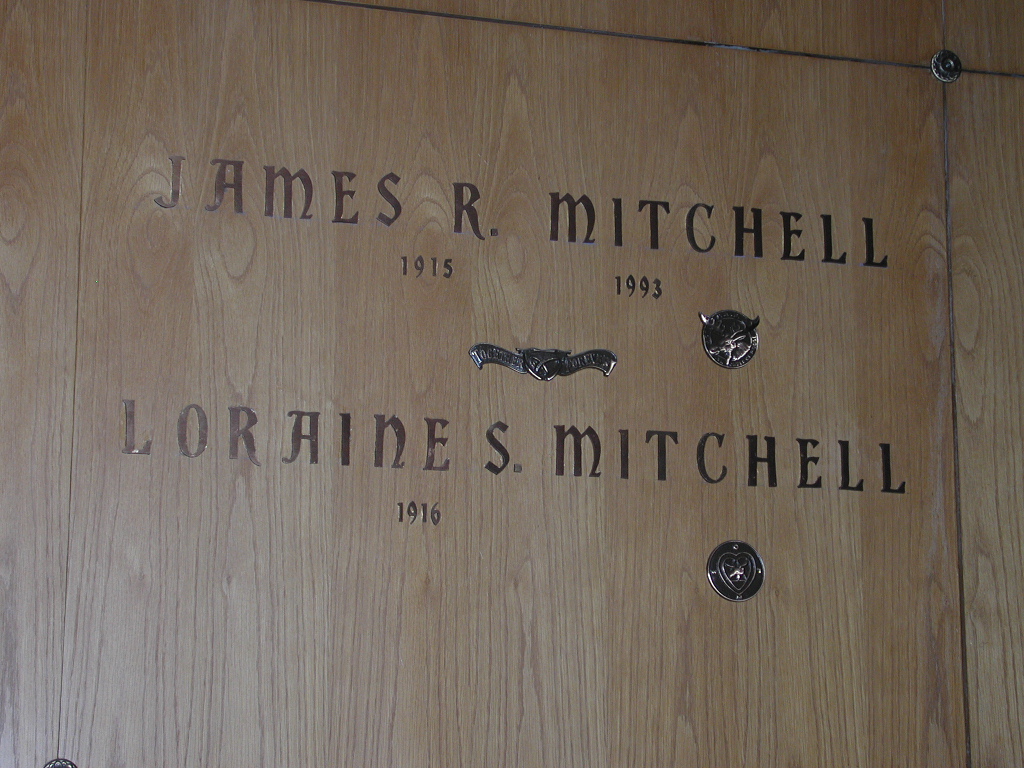 JAMES R. MITCHELL
1915 1993
LORAINE S. MITCHELL
1916